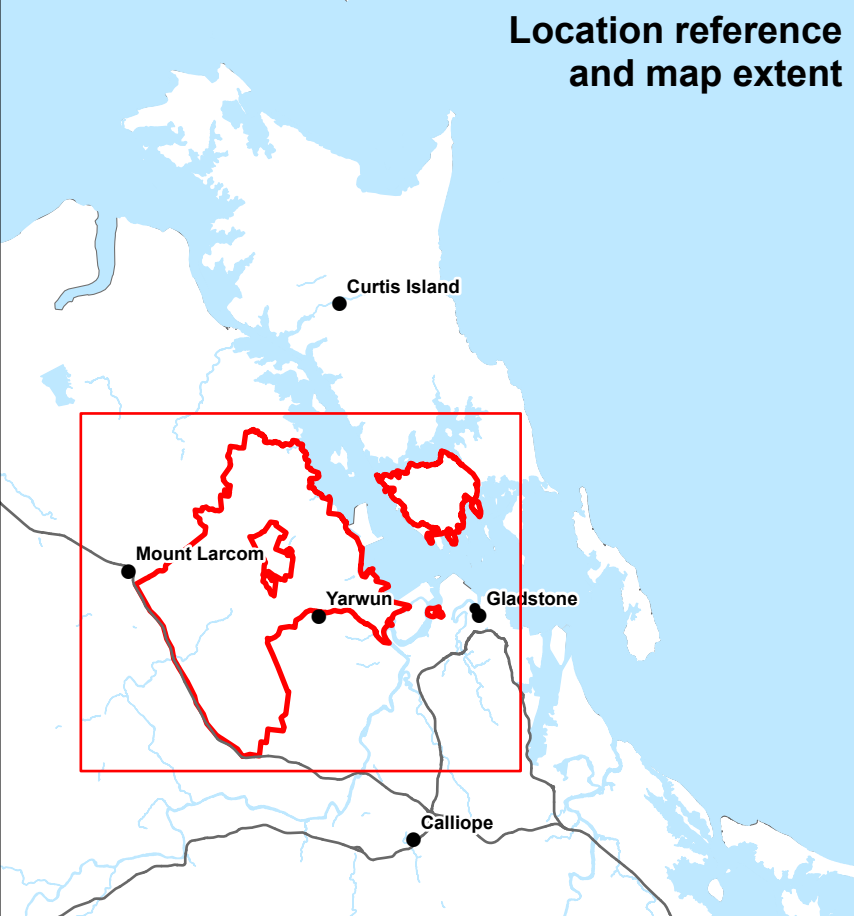 Location reference
and map extent
Curtis Island
Mount Larcom
Yarwun
Gladstone
Calliope